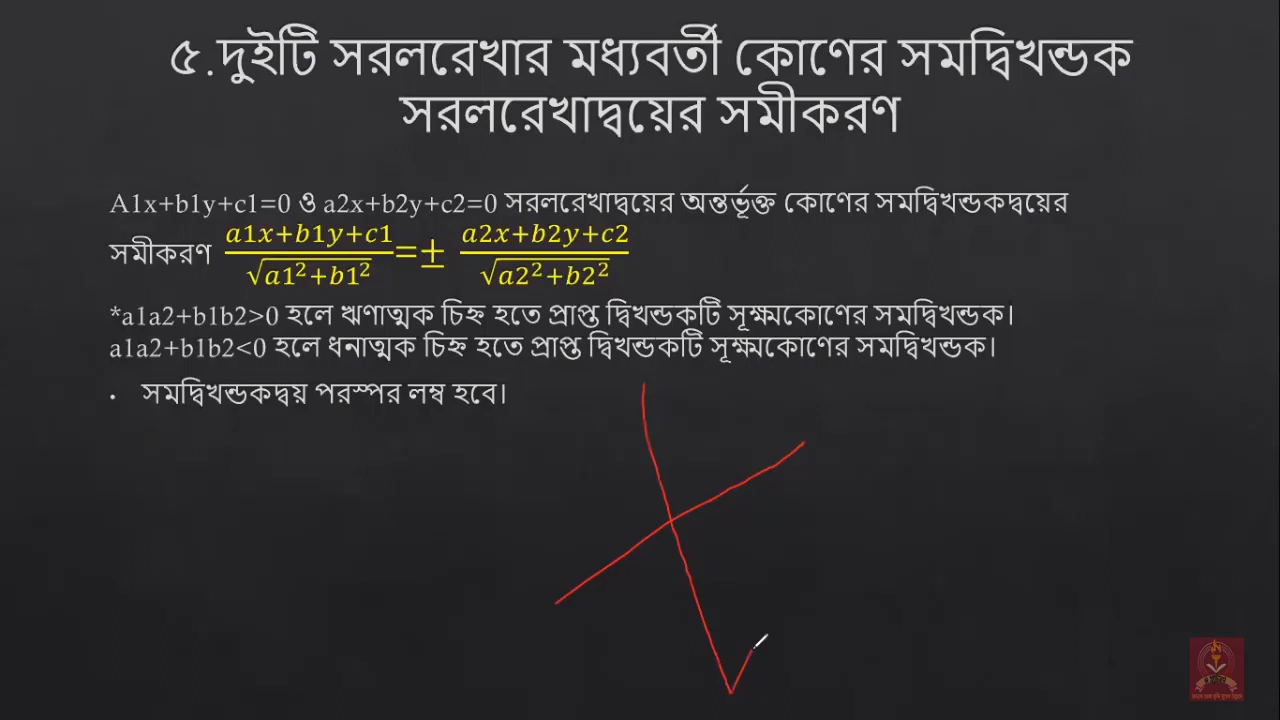 ৫.দুইটি সরলরেখার মধ্যবর্তী কোণের সমদ্বিখন্ডক
সরলরেখাদ্বয়ের সমীকরণ
A1x+b1y+c1=0 ও a2x+b2y+c2=0 সরলরেখাদ্বয়ের অন্তর্ভূক্ত কোণের সমদ্বিখন্ডকদ্বয়ের
সমীকরণ (a1x+b1y+c1)/√(a1²+b1²) =± (a2x+b2y+c2)/√(a2²+b2²)
*a1a2+b1b2>0 হলে ঋণাত্মক চিহ্ন হতে প্রাপ্ত দ্বিখন্ডকটি সূক্ষ্মকোণের সমদ্বিখন্ডক।
a1a2+b1b2<0 হলে ধনাত্মক চিহ্ন হতে প্রাপ্ত দ্বিখন্ডকটি সূক্ষ্মকোণের সমদ্বিখন্ডক।
• সমদ্বিখন্ডকদ্বয় পরস্পর লম্ব হবে।